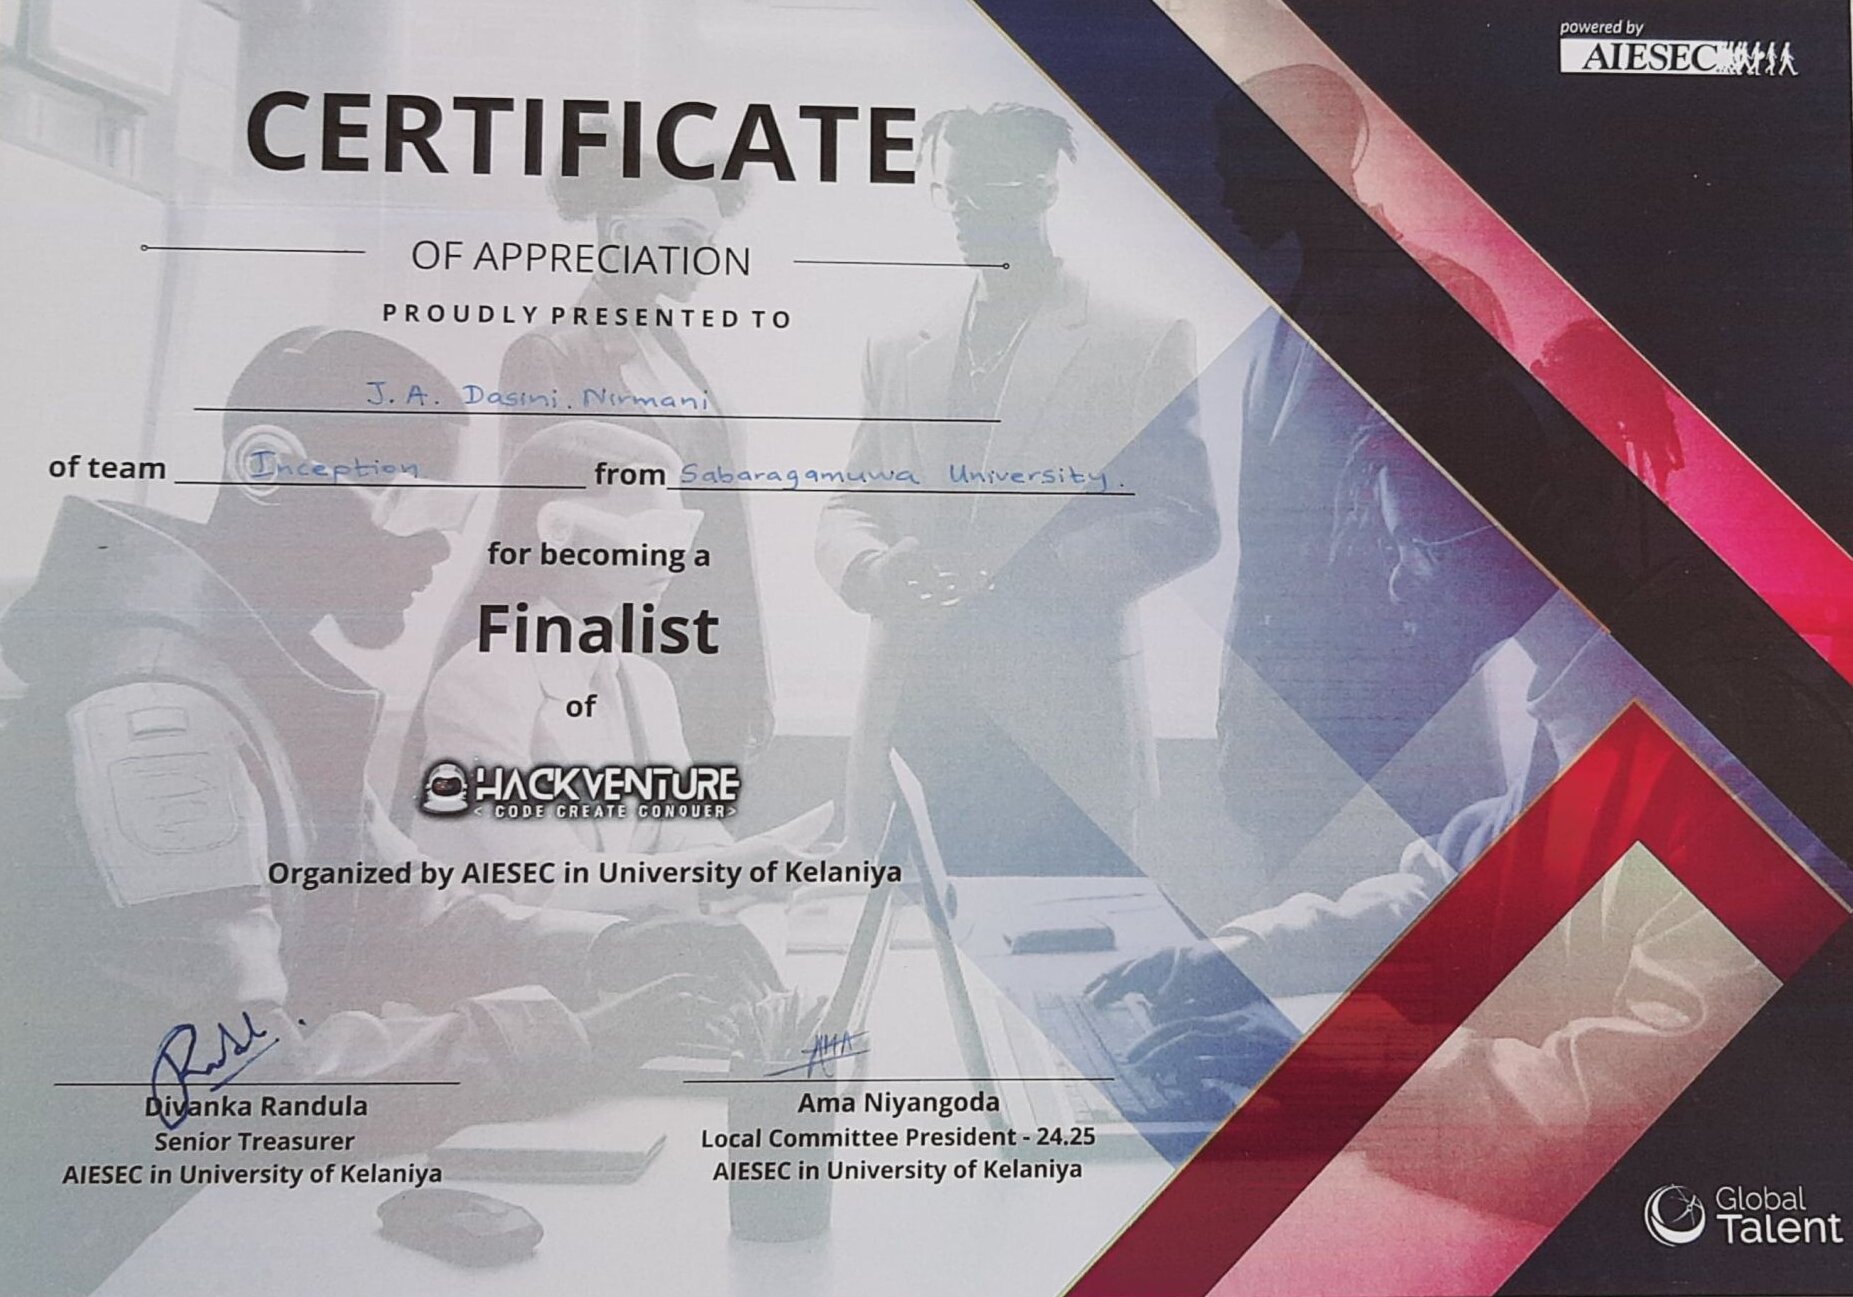 powered by
AIESEC
CERTIFICATE
OF APPRECIATION
PROUDLY PRESENTED TO
J. A. Dasini. Nirmani
of team Inception from Sabaragamuwa University.
for becoming a
Finalist
of
HACKVENTURE
< CODE CREATE CONQUER>
Organized by AIESEC in University of Kelaniya
AMA
Divanka Randula
Senior Treasurer
AIESEC in University of Kelaniya
Ama Niyangoda
Local Committee President - 24.25
AIESEC in University of Kelaniya
Global
Talent